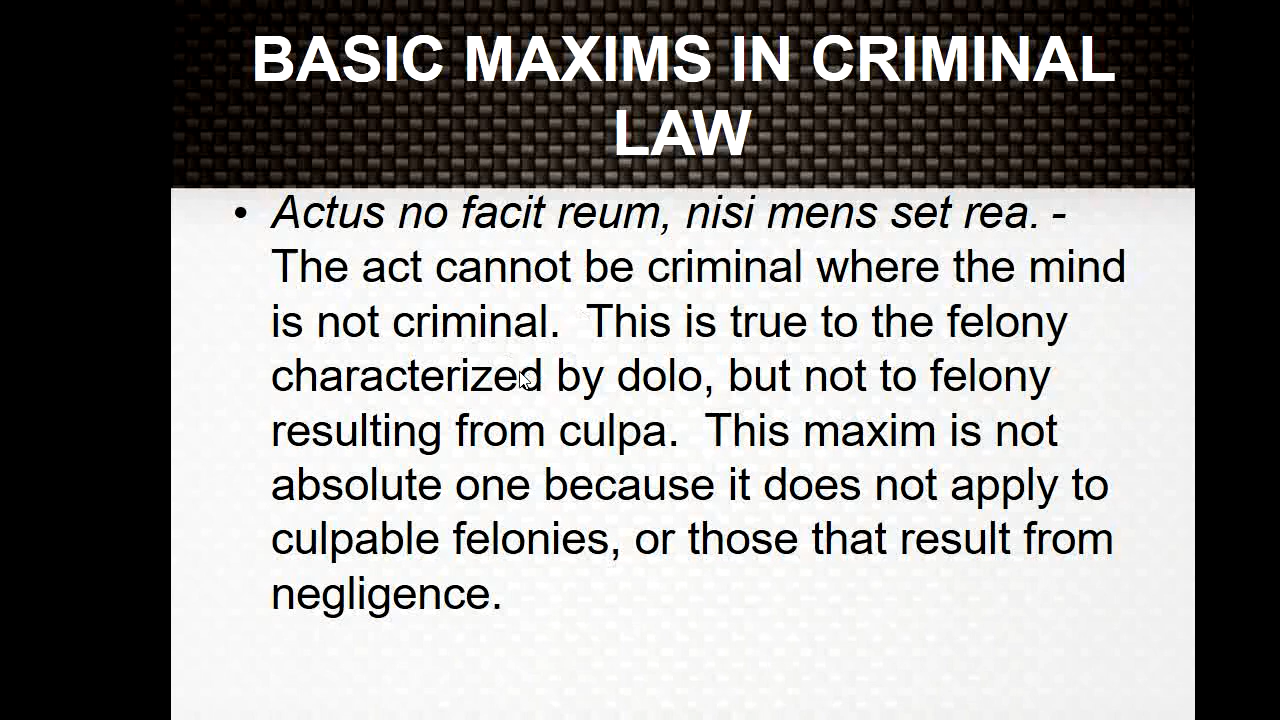 BASIC MAXIMS IN CRIMINAL
LAW
• Actus no facit reum, nisi mens set rea. -
The act cannot be criminal where the mind
is not criminal.  This is true to the felony
characterized by dolo, but not to felony
resulting from culpa.  This maxim is not
absolute one because it does not apply to
culpable felonies, or those that result from
negligence.